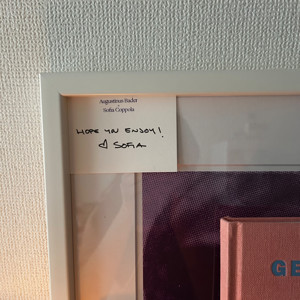 Augustinus Bader
Sofia Coppola
HOPE YOU ENJOY!
♡ SOFIA
GE